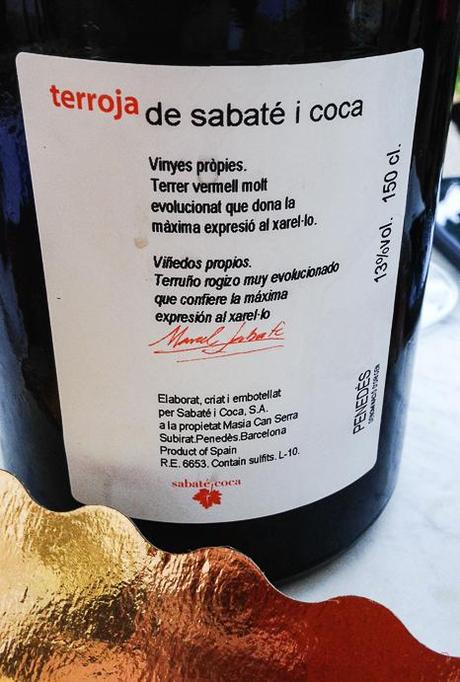 terroja de sabaté i coca
Vinyes pròpies.
Terrer vermell molt
evolucionat que dona la
màxima expresió al xarel·lo.
Viñedos propios.
Terruño rogizo muy evolucionado
que confiere la máxima
expresión al xarel·lo
Elaborat, criat i embotellat
per Sabaté i Coca, S.A.
a la propietat Masia Can Serra
Subirat.Penedès.Barcelona
Product of Spain
R.E. 6653. Contain sulfits. L-10.
sabaté i coca
13%vol. 150 cl.
PENEDÈS
DENOMINACIÓ D'ORIGEN